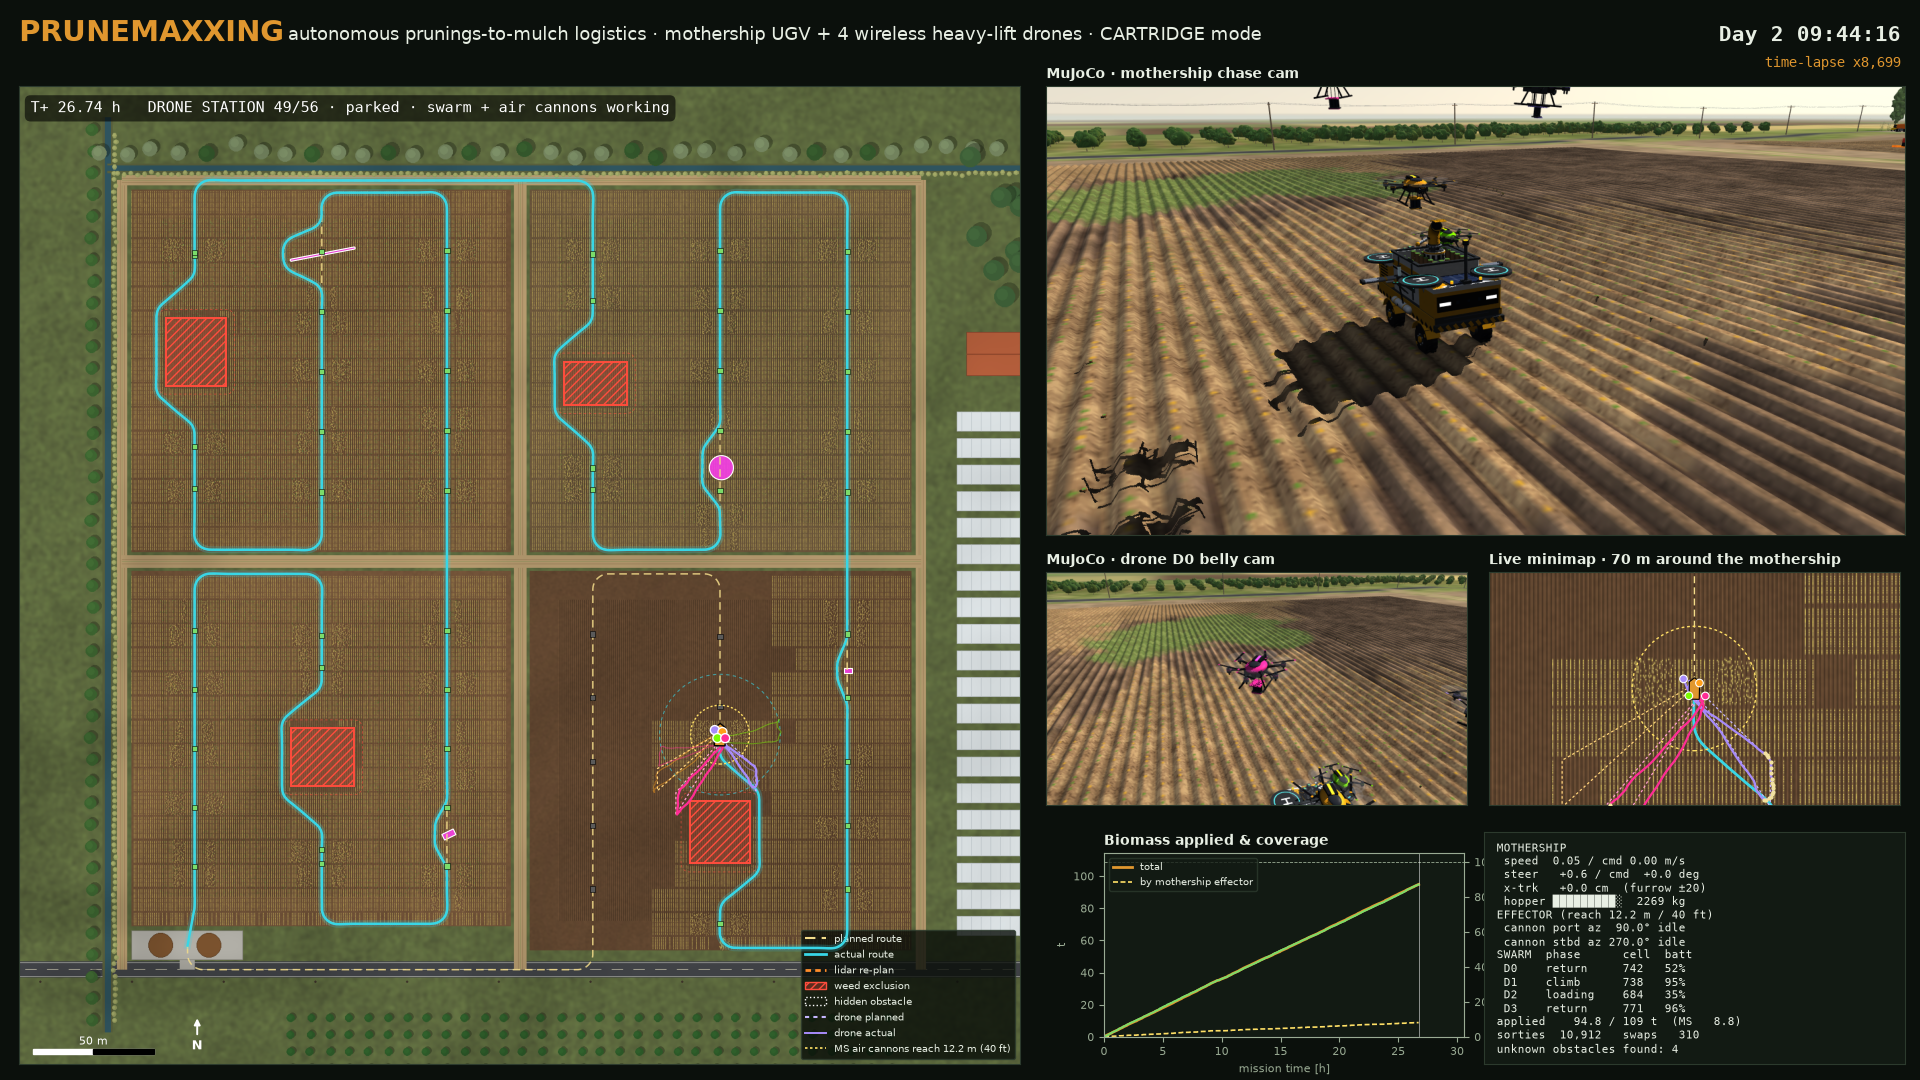 PRUNEMAXXING autonomous prunings-to-mulch logistics · mothership UGV + 4 wireless heavy-lift drones · CARTRIDGE mode
Day 2 09:44:16
time-lapse x8,699
T+ 26.74 h DRONE STATION 49/56 · parked · swarm + air cannons working
50 m
N
planned route
actual route
lidar re-plan
weed exclusion
hidden obstacle
drone planned
drone actual
MS air cannons reach 12.2 m (40 ft)
MuJoCo · mothership chase cam
MuJoCo · drone D0 belly cam
Live minimap · 70 m around the mothership
Biomass applied & coverage
total
by mothership effector
100
80
60
40
20
0
t
0 5 10 15 20 25 30
mission time [h]
MOTHERSHIP
speed 0.05 / cmd 0.00 m/s
steer +0.6 / cmd +0.0 deg
x-trk +0.0 cm (furrow ±20)
hopper 2269 kg
EFFECTOR (reach 12.2 m / 40 ft)
cannon port az 90.0° idle
cannon stbd az 270.0° idle
SWARM phase cell batt
D0 return 742 52%
D1 climb 738 95%
D2 loading 684 35%
D3 return 771 96%
applied 94.8 / 109 t (MS 8.8)
sorties 10,912 swaps 310
unknown obstacles found: 4